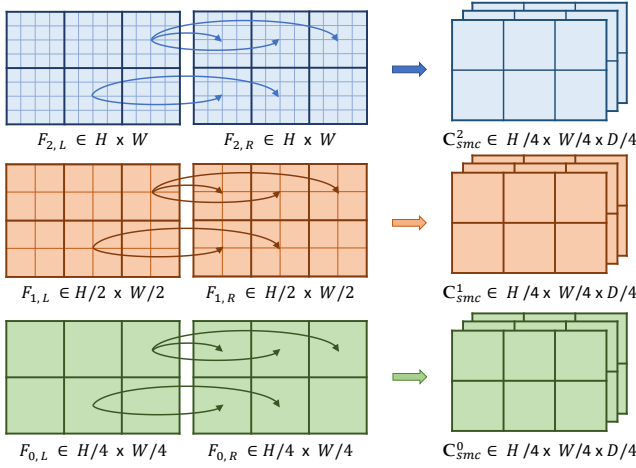 F2, L ∈ H x W F2, R ∈ H x W C²smc ∈ H /4 x W/4 x D/4
F1, L ∈ H/2 x W/2 F1, R ∈ H/2 x W/2 C¹smc ∈ H /4 x W/4 x D/4
F0, L ∈ H/4 x W/4 F0, R ∈ H/4 x W/4 C⁰smc ∈ H /4 x W/4 x D/4